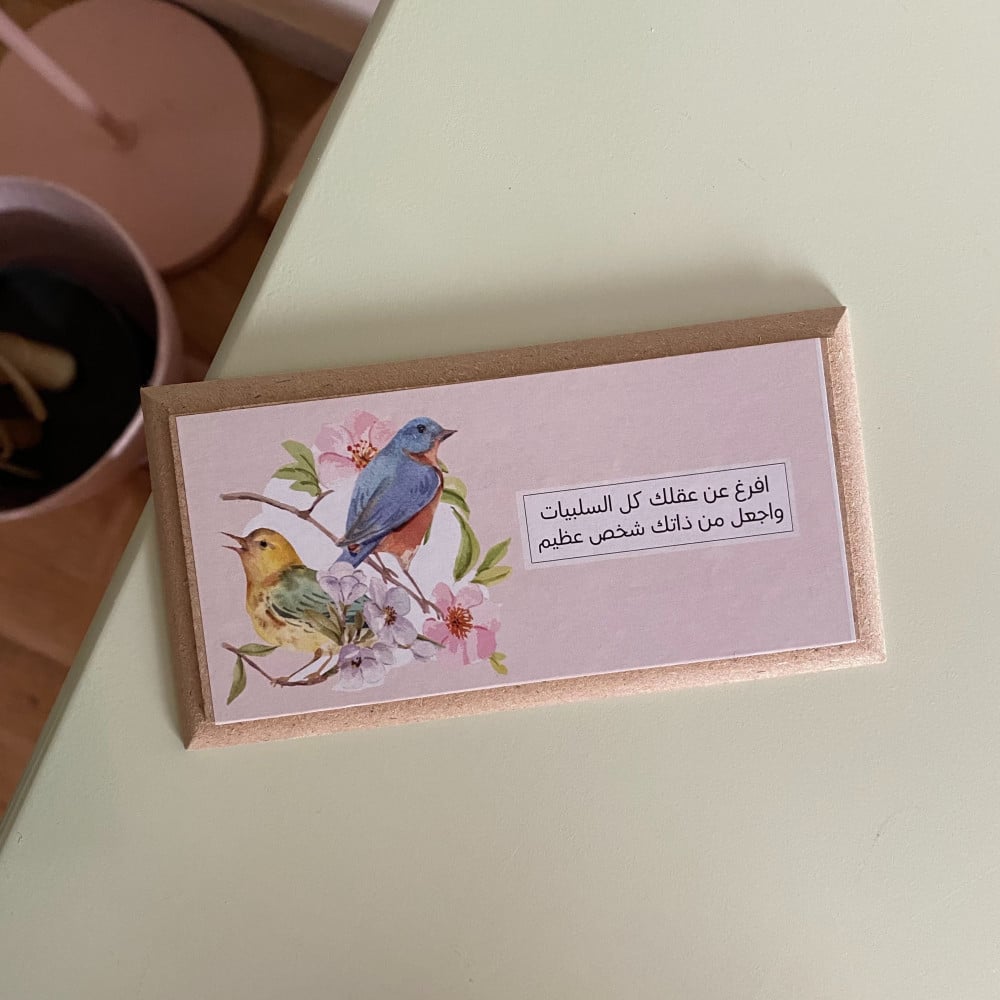 افرغ عن عقلك كل السلبيات
واجعل من ذاتك شخص عظيم